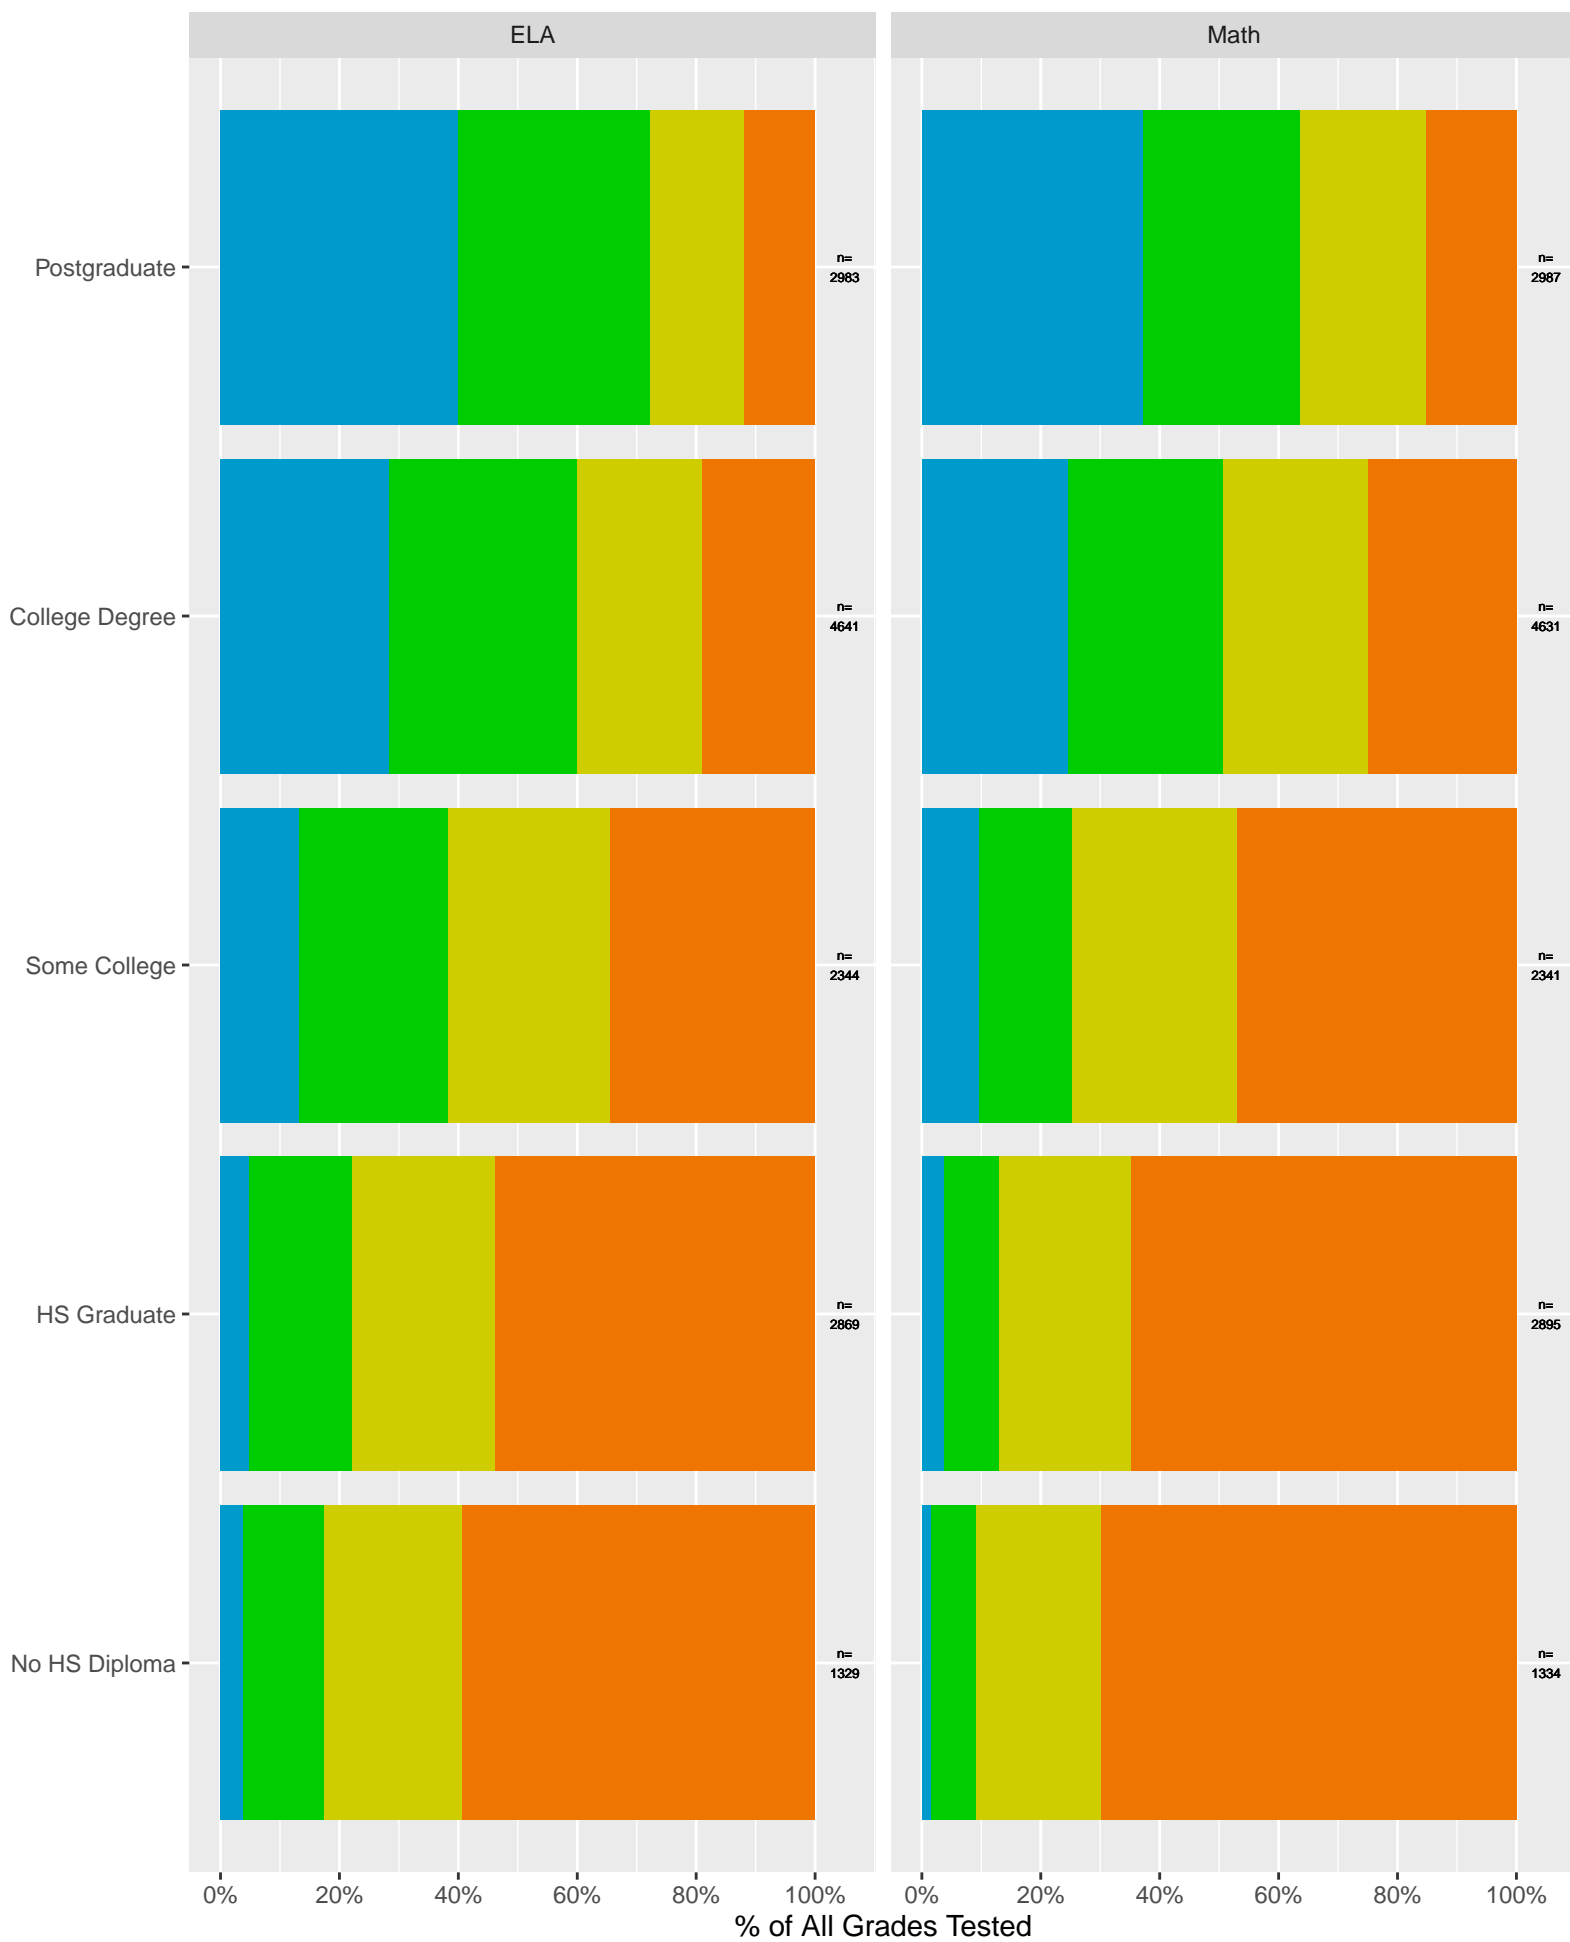 ELA
Math
Postgraduate
n=
2983
n=
2987
College Degree
n=
4641
n=
4631
Some College
n=
2344
n=
2341
HS Graduate
n=
2869
n=
2895
No HS Diploma
n=
1329
n=
1334
0% 20% 40% 60% 80% 100%
0% 20% 40% 60% 80% 100%
% of All Grades Tested